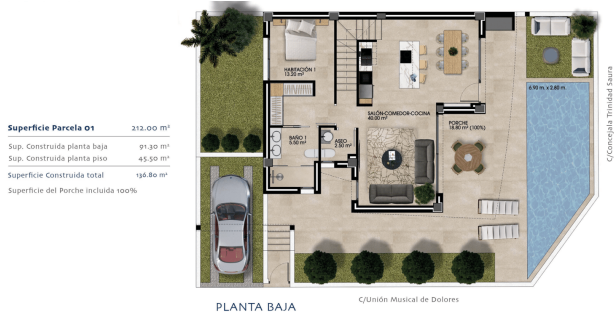 Superficie Parcela 01 212.00 m²
Sup. Construida planta baja 91.30 m²
Sup. Construida planta piso 45.50 m²
Superficie Construida total 136.80 m²
Superficie del Porche incluida 100%
HABITACIÓN 1
13.20 m²
BAÑO 1
5.50 m²
ASEO
2.50 m²
SALÓN-COMEDOR-COCINA
40.00 m²
PORCHE
18.80 m² (100%)
6.90 m. x 2.80 m.
C/Concejala Trinidad Saura
C/Unión Musical de Dolores
PLANTA BAJA